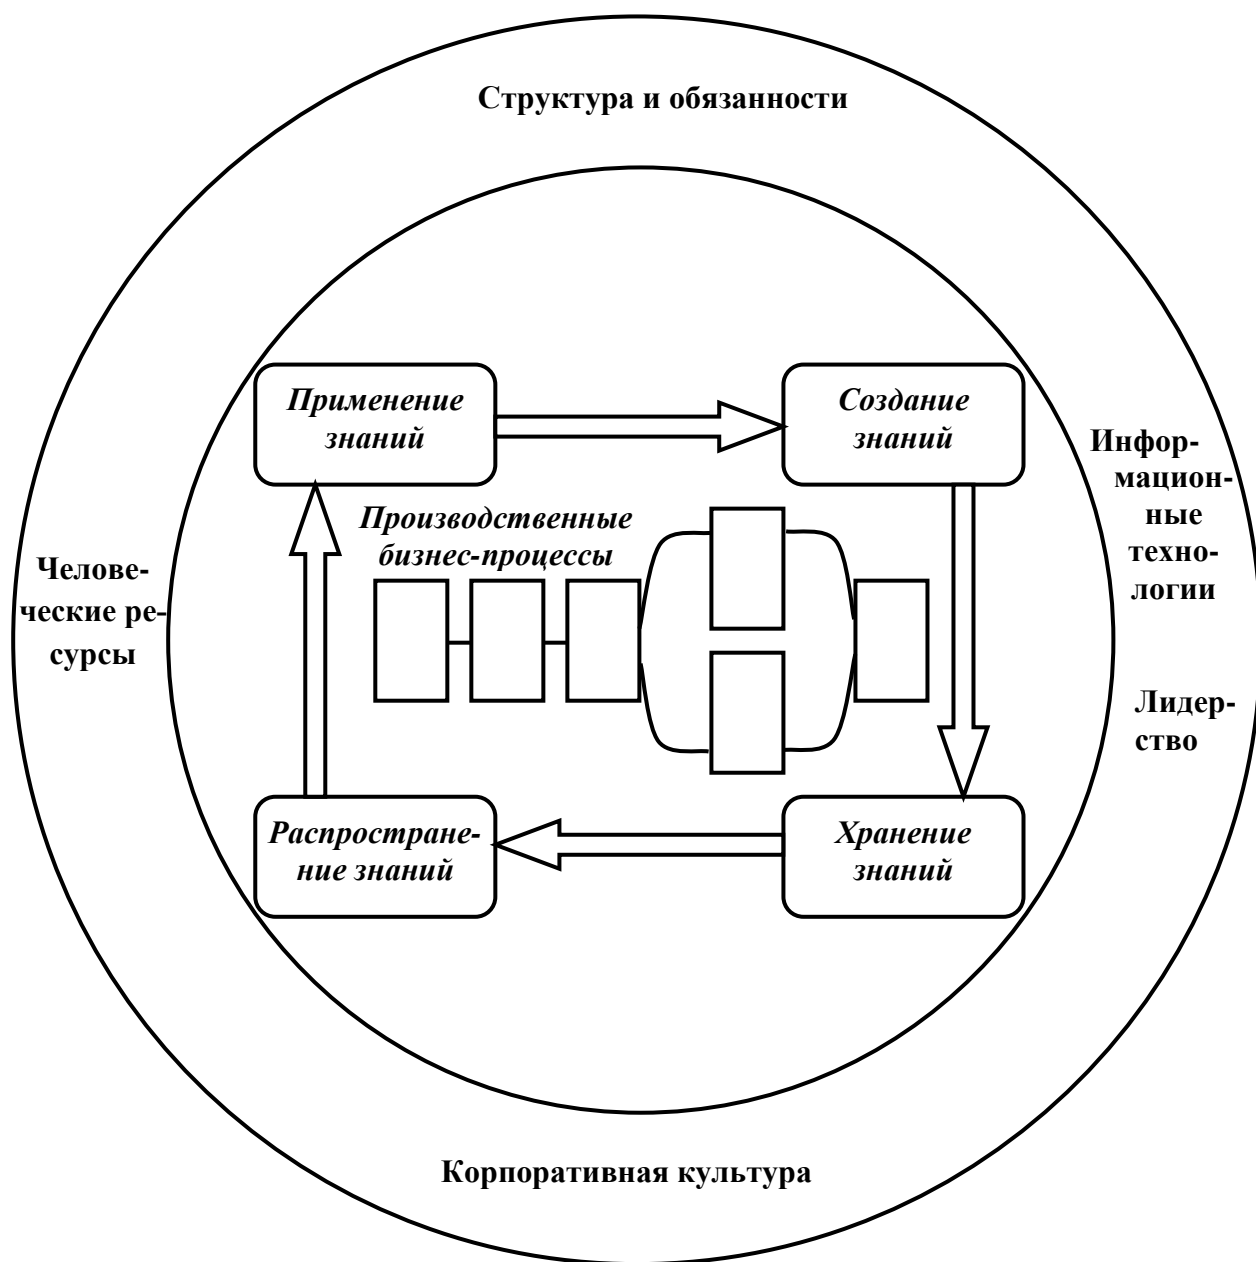 Структура и обязанности
Применение
знаний
Создание
знаний
Инфор-
мацион-
ные
техно-
логии
Производственные
бизнес-процессы
Челове-
ческие ре-
сурсы
Лидер-
ство
Распростране-
ние знаний
Хранение
знаний
Корпоративная культура